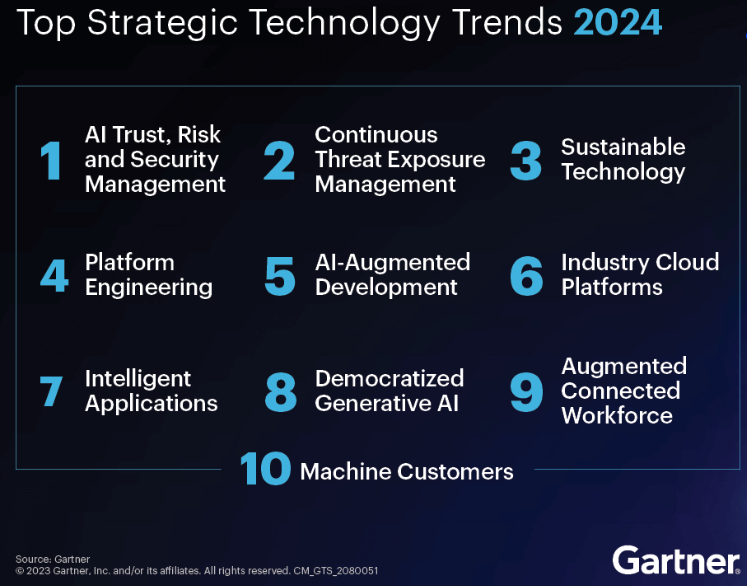 Top Strategic Technology Trends 2024
1
AI Trust, Risk
and Security
Management
2
Continuous
Threat Exposure
Management
3
Sustainable
Technology
4
Platform
Engineering
5
AI-Augmented
Development
6
Industry Cloud
Platforms
7
Intelligent
Applications
8
Democratized
Generative AI
9
Augmented
Connected
Workforce
10 Machine Customers
Source: Gartner
© 2023 Gartner, Inc. and/or its affiliates. All rights reserved. CM_GTS_2080051
Gartner®